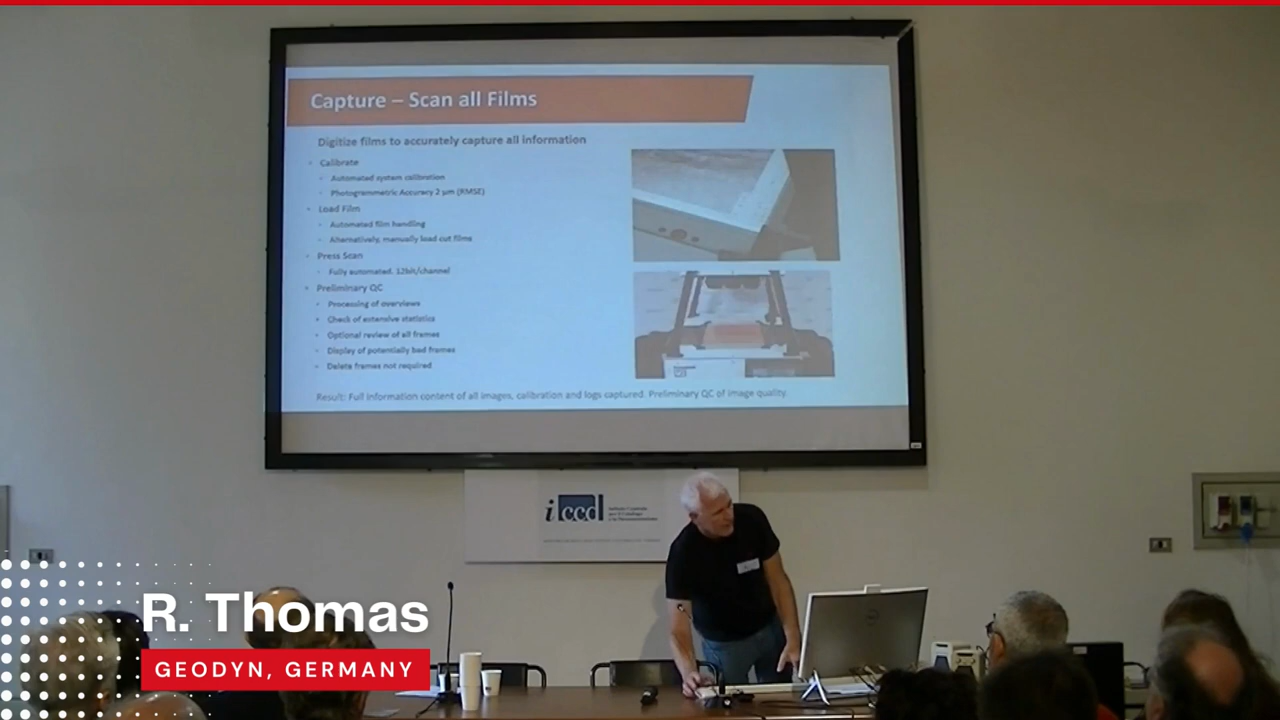 Capture – Scan all Films
Digitize films to accurately capture all information
Calibrate
Automated system calibration
Photogrammetric Accuracy 2 µm (RMSE)
Load Film
Automated film handling
Alternatively, manually load cut films
Press Scan
Fully automated. 12bit/channel
Preliminary QC
Processing of overviews
Check of extensive statistics
Optional review of all frames
Display of potentially bad frames
Delete frames not required
Result: Full information content of all images, calibration and logs captured. Preliminary QC of image quality.
iccd
R. Thomas
GEODYN, GERMANY